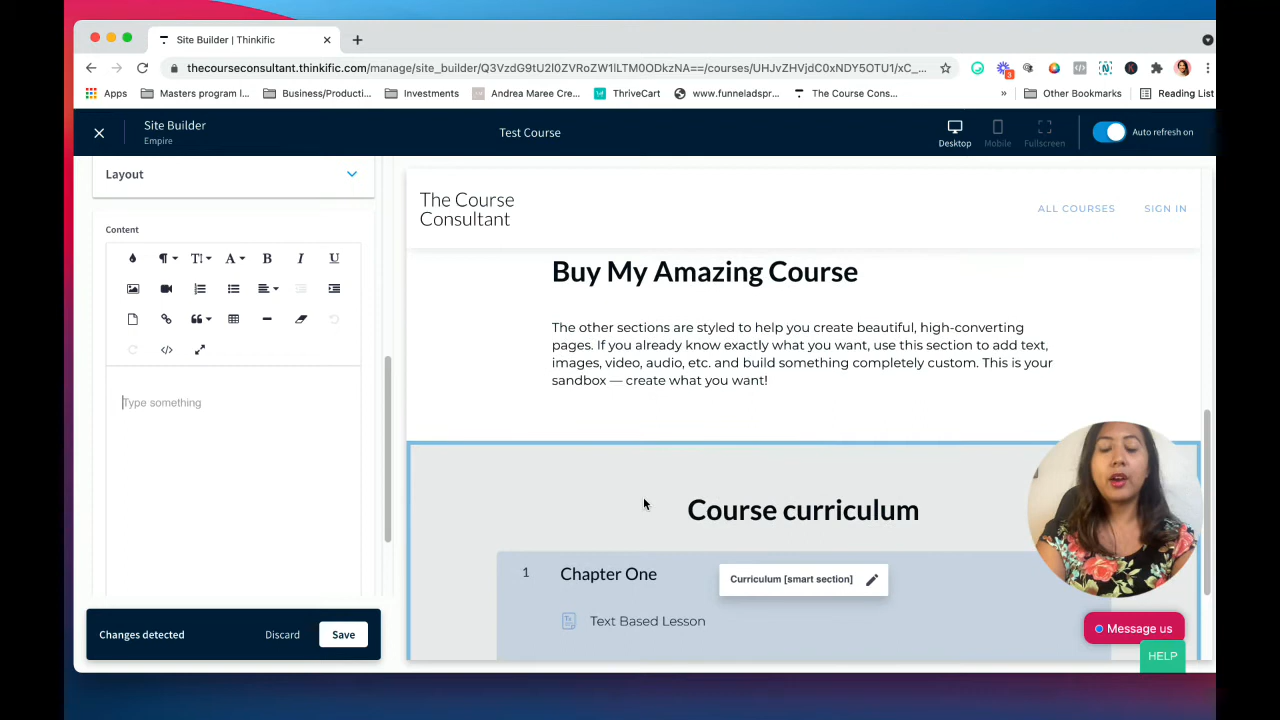 Site Builder | Thinkific
thecourseconsultant.thinkific.com/manage/site_builder/Q3VzdG9tU2l0ZVRoZW1lLTM0ODkzNA==/courses/UHJvZHVjdC0xNDY5OTU1/xC_...
Apps
Masters program I...
Business/Producti...
Investments
Andrea Maree Cre...
ThriveCart
www.funneladspr...
The Course Cons...
»
Other Bookmarks
Reading List
Site Builder
Empire
Test Course
Desktop
Mobile
Fullscreen
Auto refresh on
Layout
The Course
Consultant
ALL COURSES
SIGN IN
Content
Buy My Amazing Course
The other sections are styled to help you create beautiful, high-converting
pages. If you already know exactly what you want, use this section to add text,
images, video, audio, etc. and build something completely custom. This is your
sandbox — create what you want!
Type something
Course curriculum
1
Chapter One
Curriculum [smart section]
Text Based Lesson
Changes detected
Discard
Save
Message us
HELP